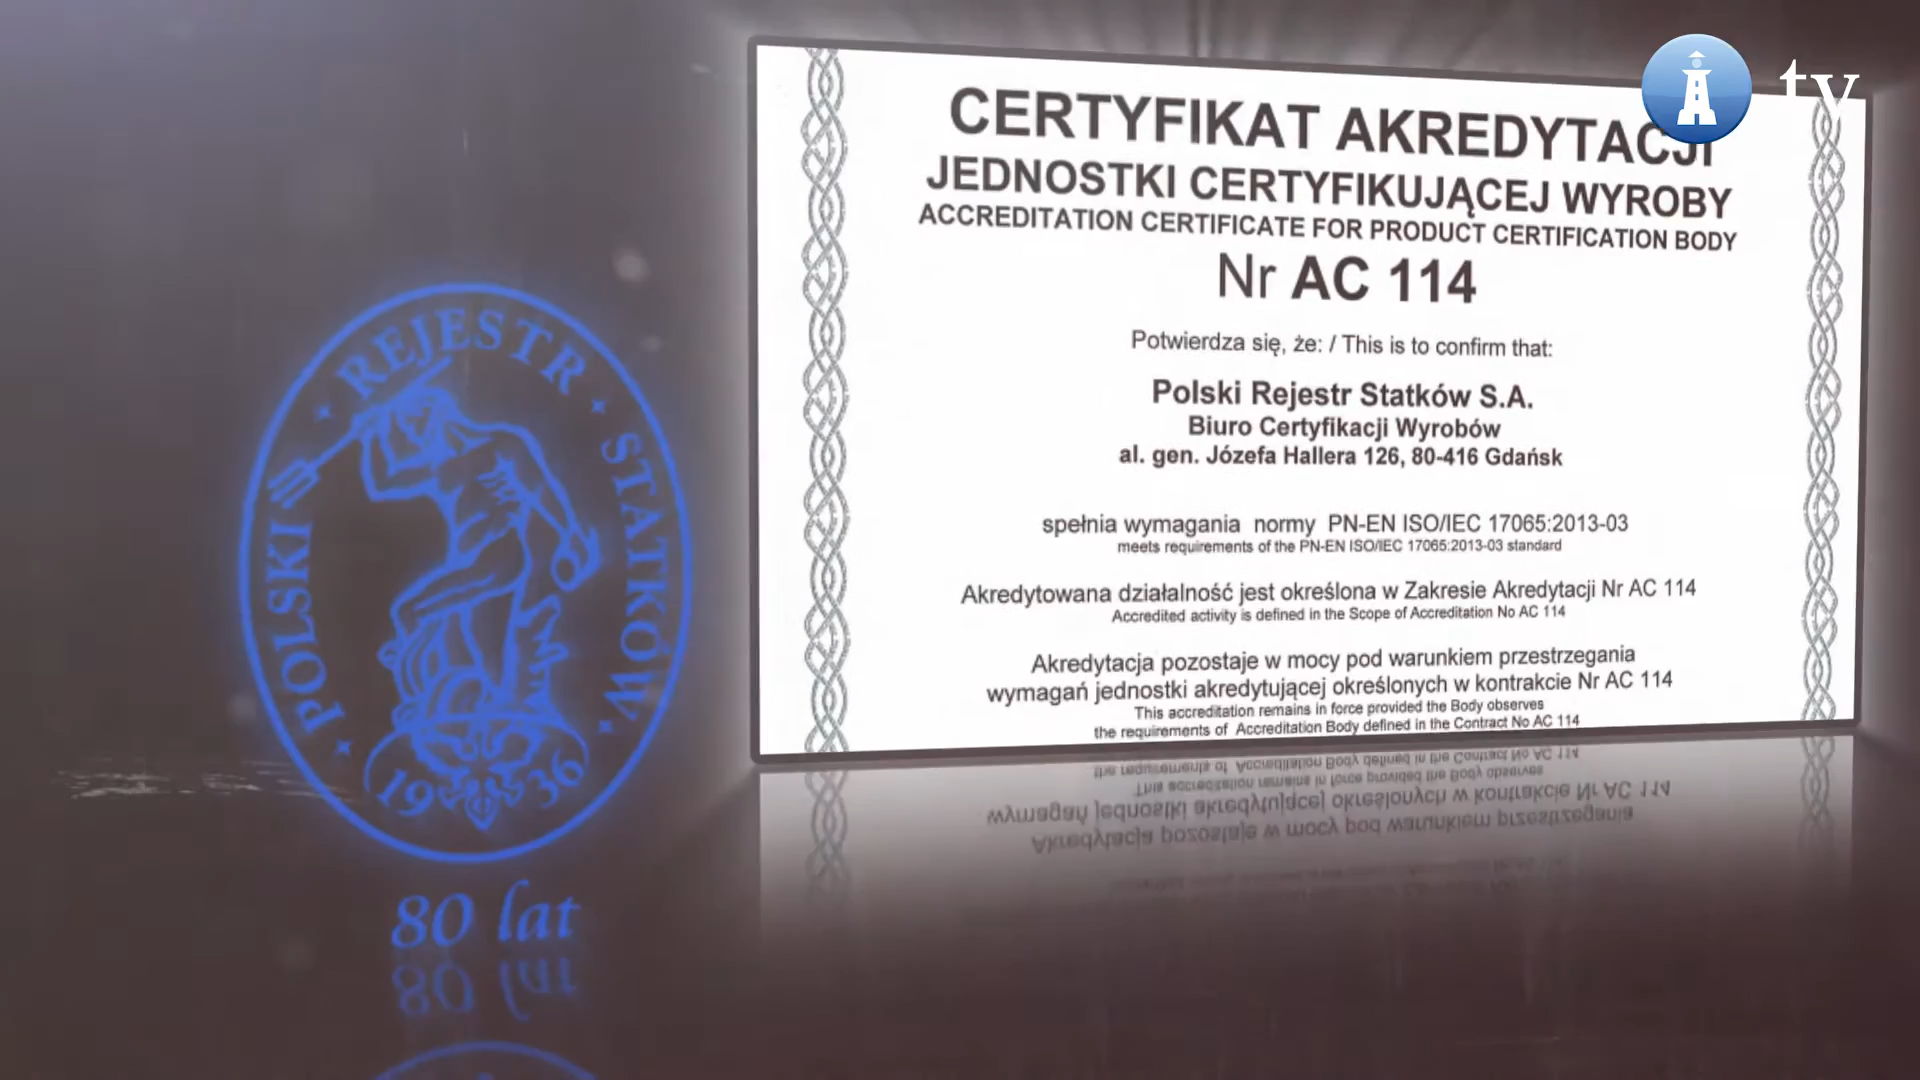 POLSKI REJESTR STATKÓW
1936
80 lat
tv
CERTYFIKAT AKREDYTACJI
JEDNOSTKI CERTYFIKUJĄCEJ WYROBY
ACCREDITATION CERTIFICATE FOR PRODUCT CERTIFICATION BODY
Nr AC 114
Potwierdza się, że: / This is to confirm that:
Polski Rejestr Statków S.A.
Biuro Certyfikacji Wyrobów
al. gen. Józefa Hallera 126, 80-416 Gdańsk
spełnia wymagania normy PN-EN ISO/IEC 17065:2013-03
meets requirements of the PN-EN ISO/IEC 17065:2013-03 standard
Akredytowana działalność jest określona w Zakresie Akredytacji Nr AC 114
Accredited activity is defined in the Scope of Accreditation No AC 114
Akredytacja pozostaje w mocy pod warunkiem przestrzegania
wymagań jednostki akredytującej określonych w kontrakcie Nr AC 114
This accreditation remains in force provided the Body observes
the requirements of Accreditation Body defined in the Contract No AC 114